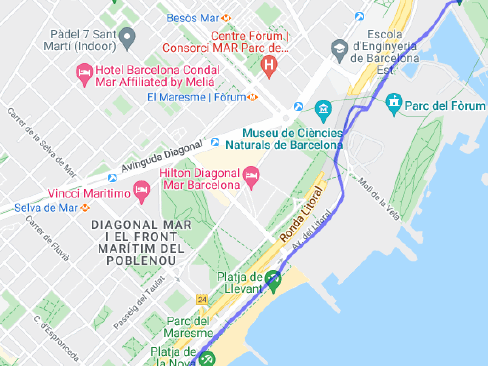 Besòs Mar
Pàdel 7 Sant
Martí (Indoor)
Centre Fòrum |
Consorci MAR Parc de...
Escola
d'Enginyeria
de Barcelona
Est.
Hotel Barcelona Condal
Mar Affiliated by Meliá
El Maresme | Fòrum
Parc del Fòrum
Museu de Ciències
Naturals de Barcelona
Carrer de la Selva de Mar
Avinguda Diagonal
Hilton Diagonal
Mar Barcelona
Moll de la Vela
Vincci Marítimo
Selva de Mar
Ronda Litoral
Av. del Litoral
DIAGONAL MAR
I EL FRONT
MARÍTIM DEL
POBLENOU
Carrer de Fluvià
Platja de
Llevant
Passeig del Taulat
24
Parc del
Maresme
C. d'Espronceda
Platja de
la Nova